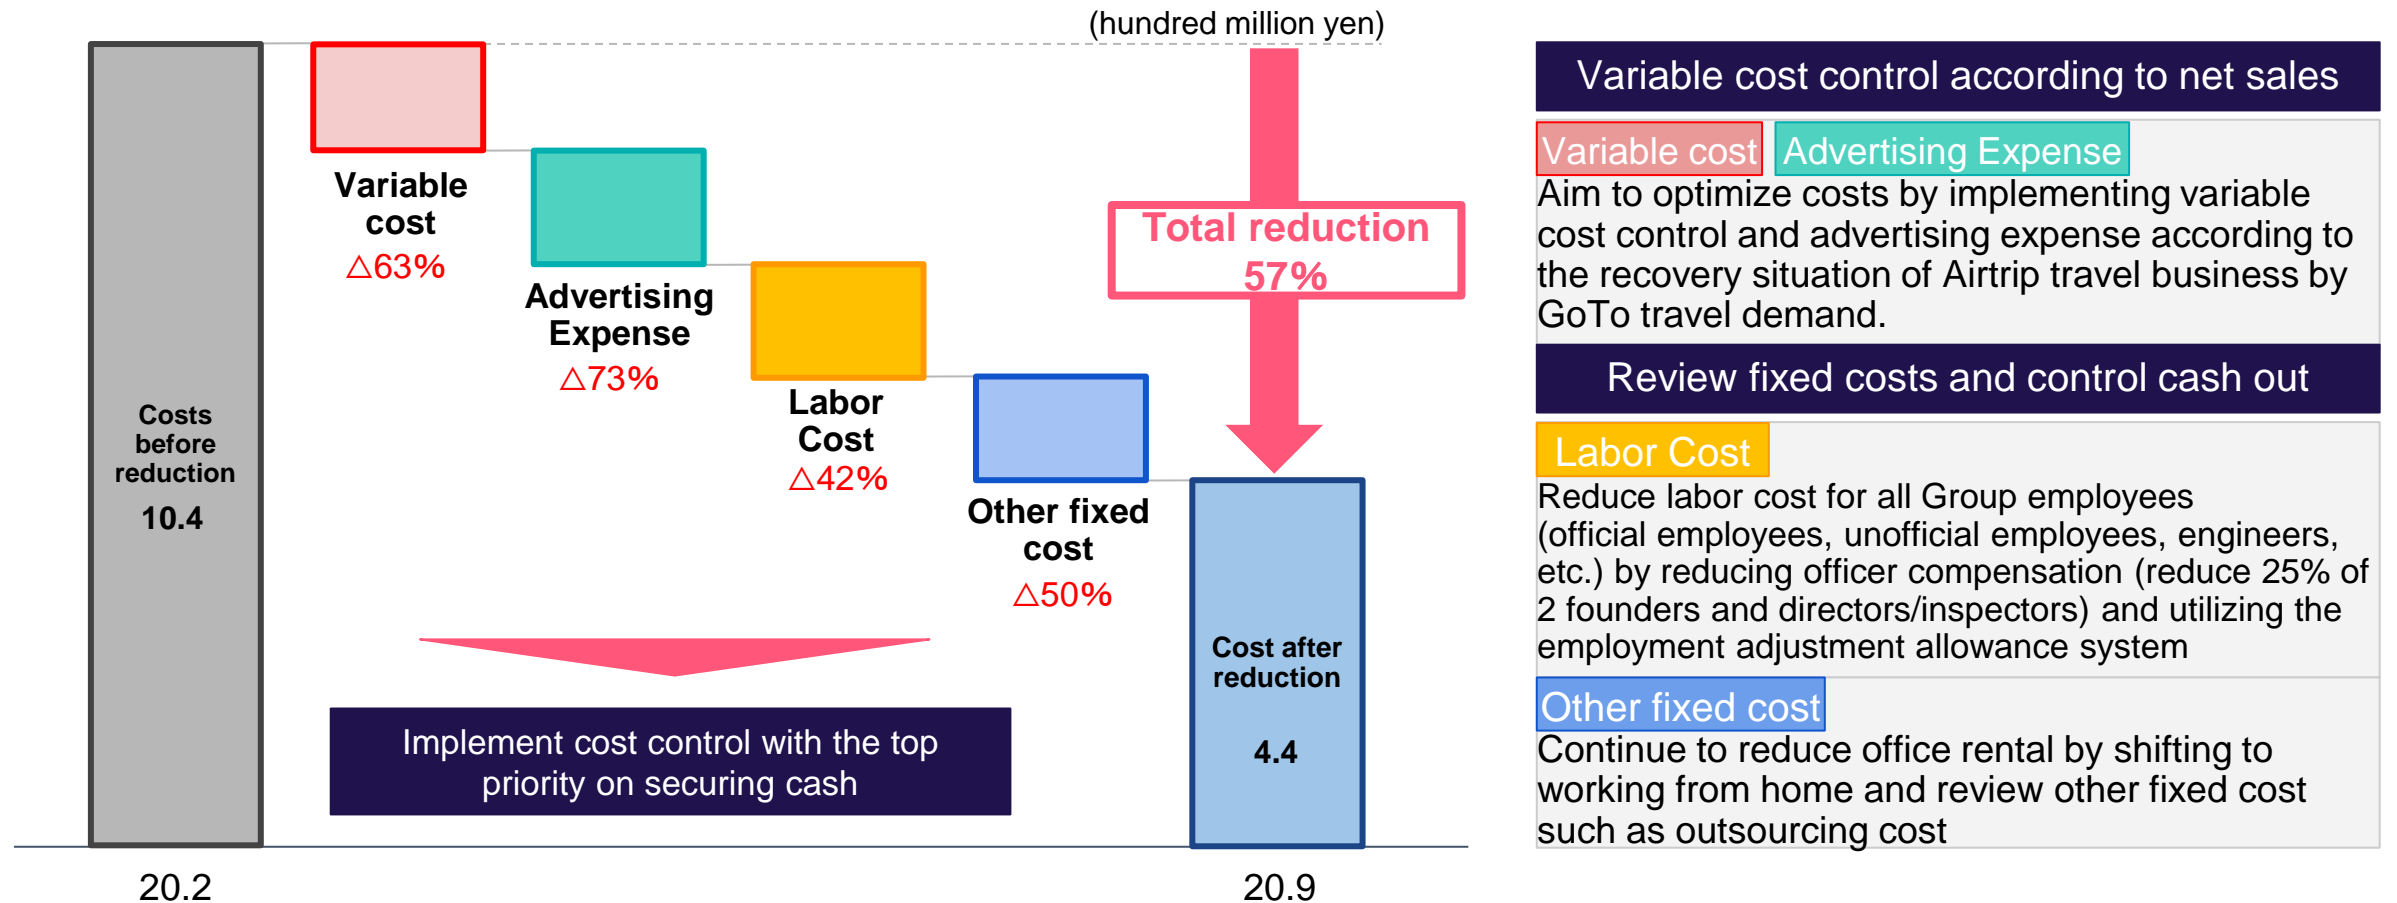 (hundred million yen)
Costs
before
reduction
10.4
Variable
cost
△63%
Advertising
Expense
△73%
Labor
Cost
△42%
Other fixed
cost
△50%
Total reduction
57%
Cost after
reduction
4.4
Implement cost control with the top
priority on securing cash
20.2
20.9
Variable cost control according to net sales
Variable cost Advertising Expense
Aim to optimize costs by implementing variable
cost control and advertising expense according to
the recovery situation of Airtrip travel business by
GoTo travel demand.
Review fixed costs and control cash out
Labor Cost
Reduce labor cost for all Group employees
(official employees, unofficial employees, engineers,
etc.) by reducing officer compensation (reduce 25% of
2 founders and directors/inspectors) and utilizing the
employment adjustment allowance system
Other fixed cost
Continue to reduce office rental by shifting to
working from home and review other fixed cost
such as outsourcing cost